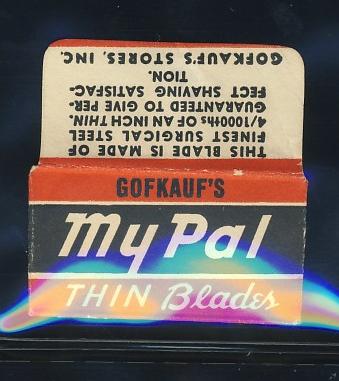 THIS BLADE IS MADE OF
FINEST SURGICAL STEEL
4/1000ths OF AN INCH THIN.
GUARANTEED TO GIVE PER-
FECT SHAVING SATISFAC-
TION.
GOFKAUF'S STORES, INC.
GOFKAUF'S
My Pal
THIN Blades